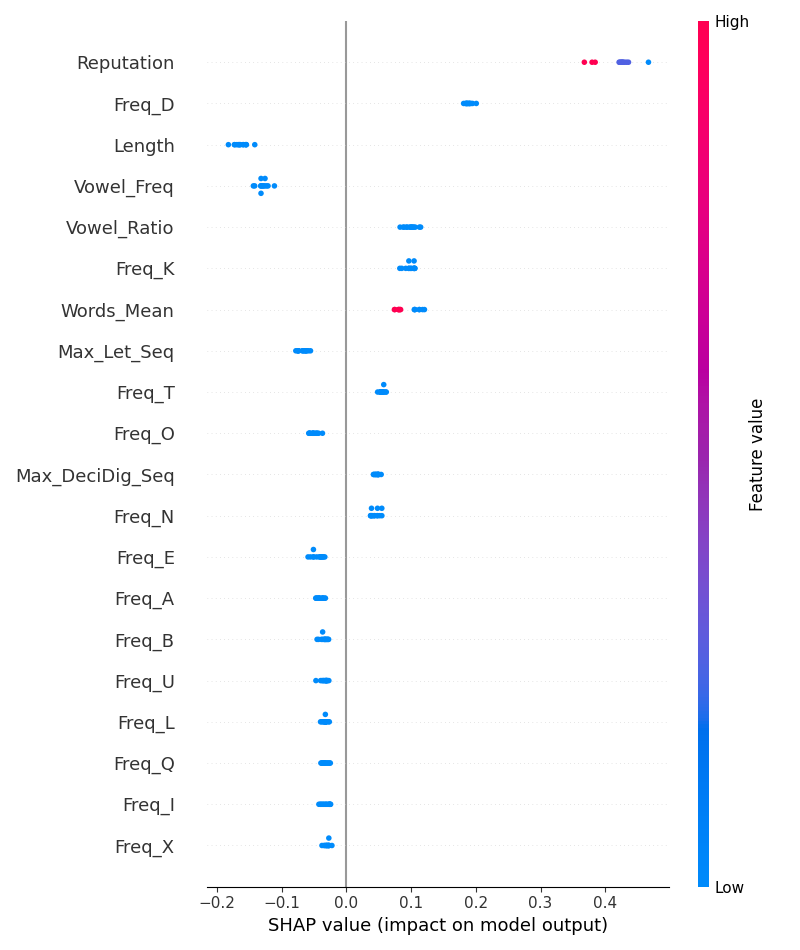 High
Reputation
Freq_D
Length
Vowel_Freq
Vowel_Ratio
Freq_K
Words_Mean
Max_Let_Seq
Freq_T
Freq_O
Max_DeciDig_Seq
Freq_N
Freq_E
Freq_A
Freq_B
Freq_U
Freq_L
Freq_Q
Freq_I
Freq_X
Feature value
Low
−0.2 −0.1 0.0 0.1 0.2 0.3 0.4
SHAP value (impact on model output)